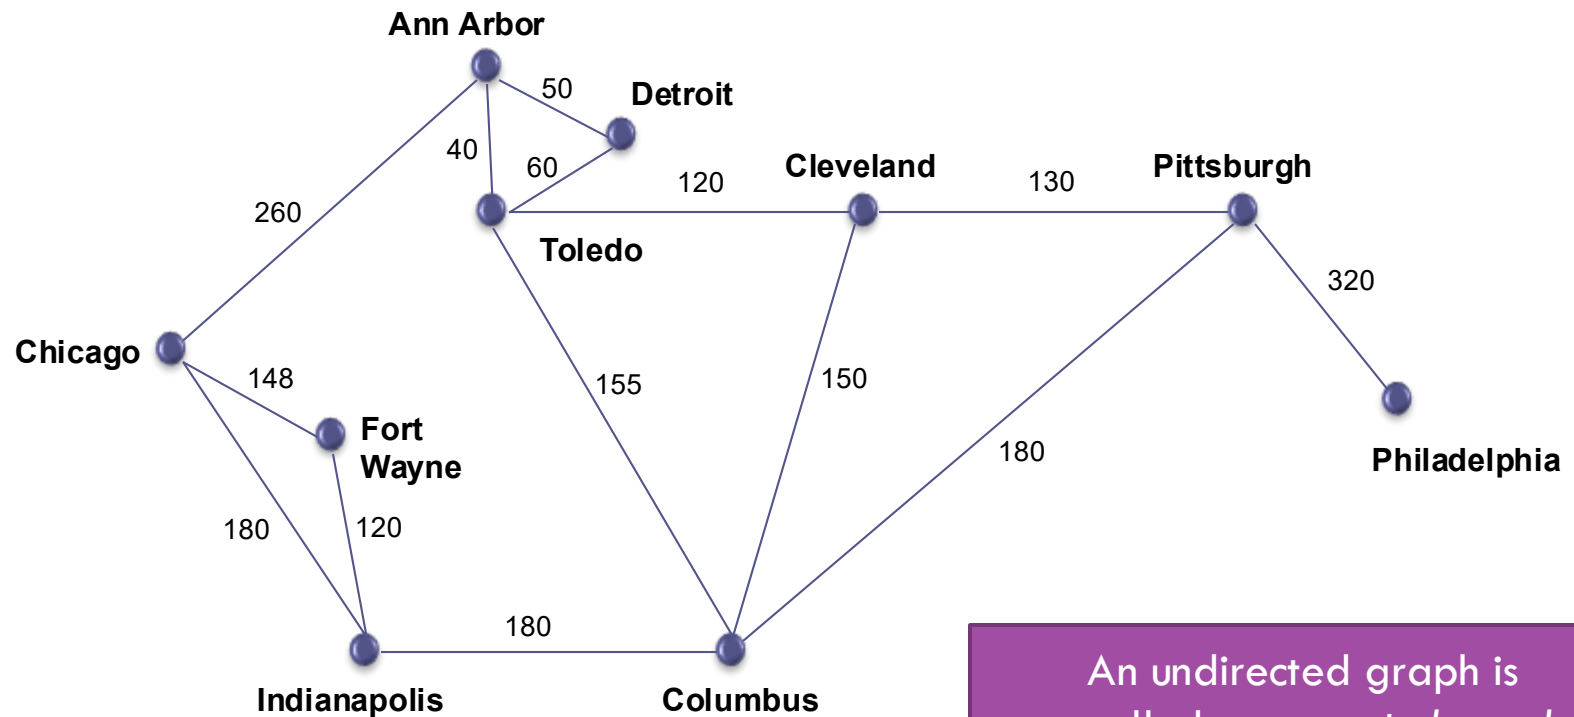 Ann Arbor
50
Detroit
40
60
Cleveland
Pittsburgh
120
130
260
Toledo
320
Chicago
148
155
150
Fort
Wayne
180
Philadelphia
180
120
180
Indianapolis
Columbus
An undirected graph is